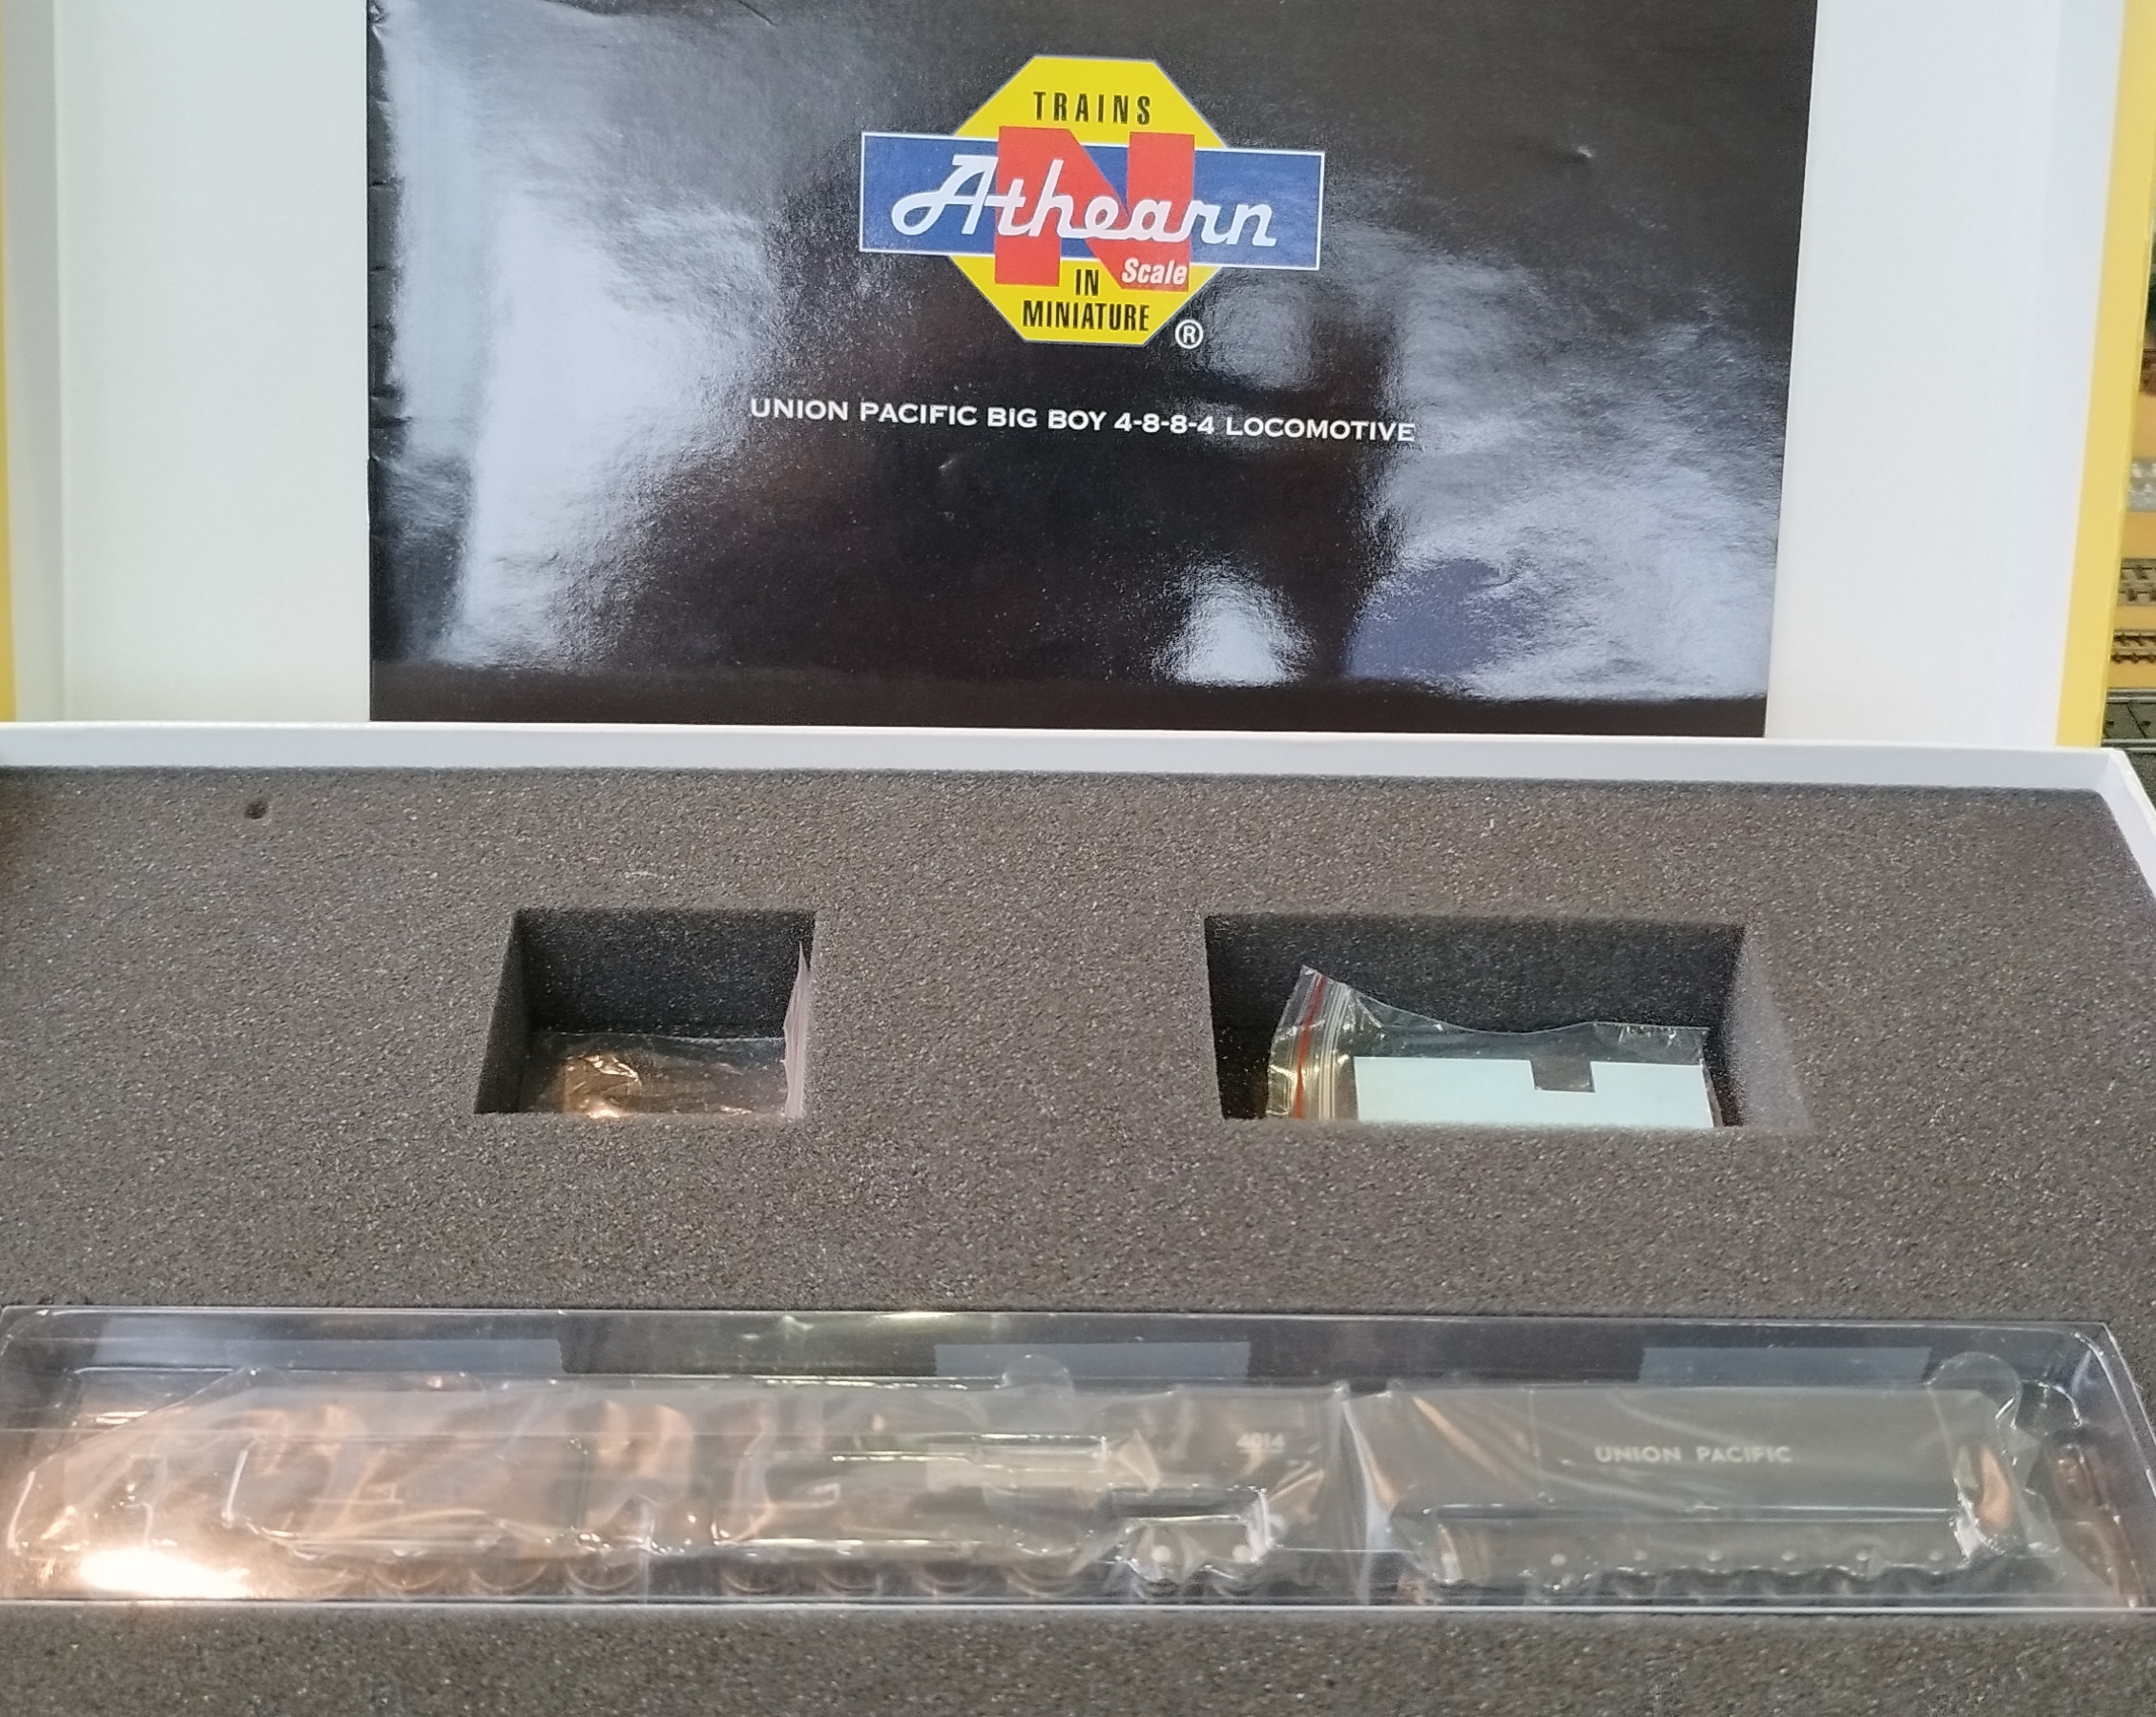 TRAINS
Athearn
N
Scale
IN
MINIATURE
®
UNION PACIFIC BIG BOY 4-8-8-4 LOCOMOTIVE
4014
UNION PACIFIC